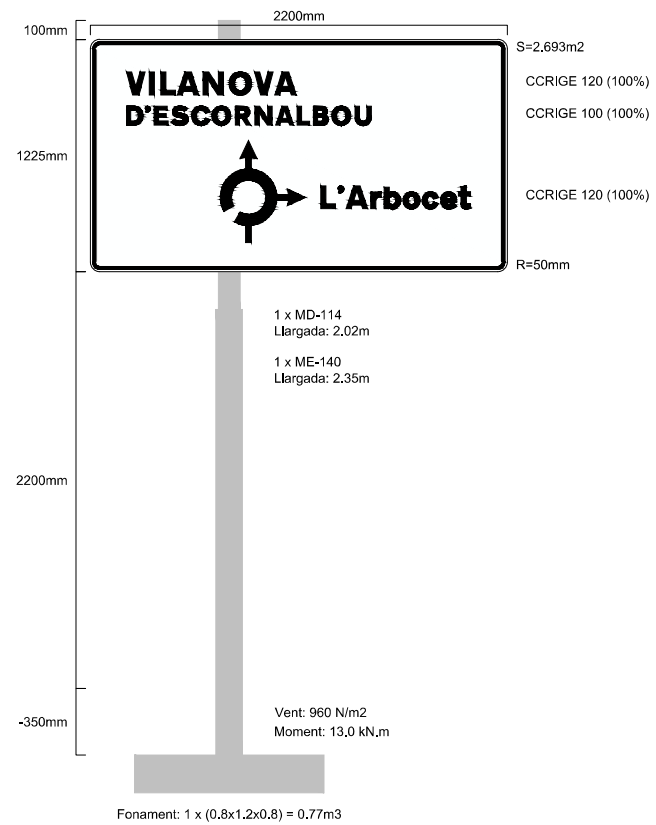 2200mm
100mm
S=2.693m2
VILANOVA
CCRIGE 120 (100%)
D'ESCORNALBOU
CCRIGE 100 (100%)
1225mm
L'Arbocet
CCRIGE 120 (100%)
R=50mm
1 x MD-114
Llargada: 2.02m
1 x ME-140
Llargada: 2.35m
2200mm
-350mm
Vent: 960 N/m2
Moment: 13.0 kN.m
Fonament: 1 x (0.8x1.2x0.8) = 0.77m3